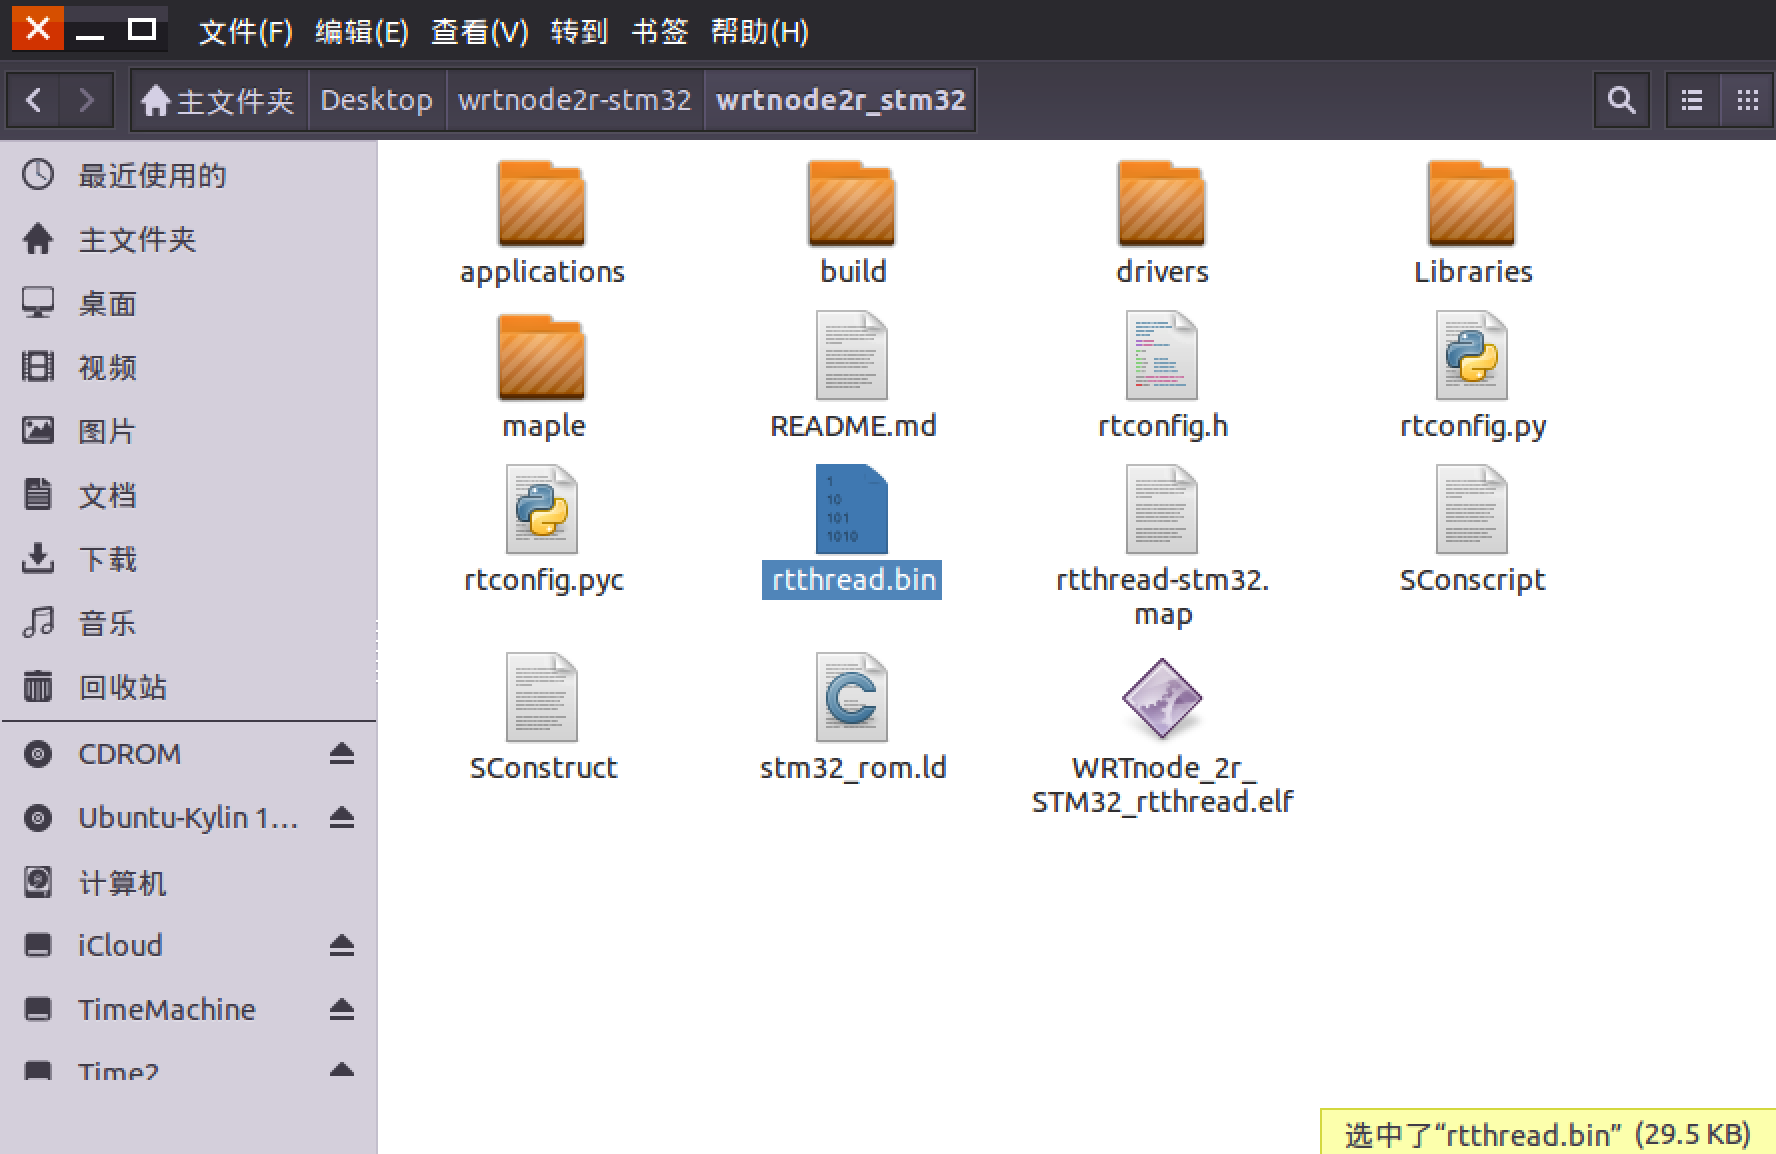 文件(F) 编辑(E) 查看(V) 转到 书签 帮助(H)
主文件夹 Desktop wrtnode2r-stm32 wrtnode2r_stm32
最近使用的
主文件夹
桌面
视频
图片
文档
下载
音乐
回收站
CDROM
Ubuntu-Kylin 1...
计算机
iCloud
TimeMachine
Time2
applications build drivers Libraries
maple README.md rtconfig.h rtconfig.py
1
10
101
1010
rtconfig.pyc rtthread.bin rtthread-stm32. SConscript
map
SConstruct stm32_rom.ld WRTnode_2r_
STM32_rtthread.elf
选中了“rtthread.bin” (29.5 KB)